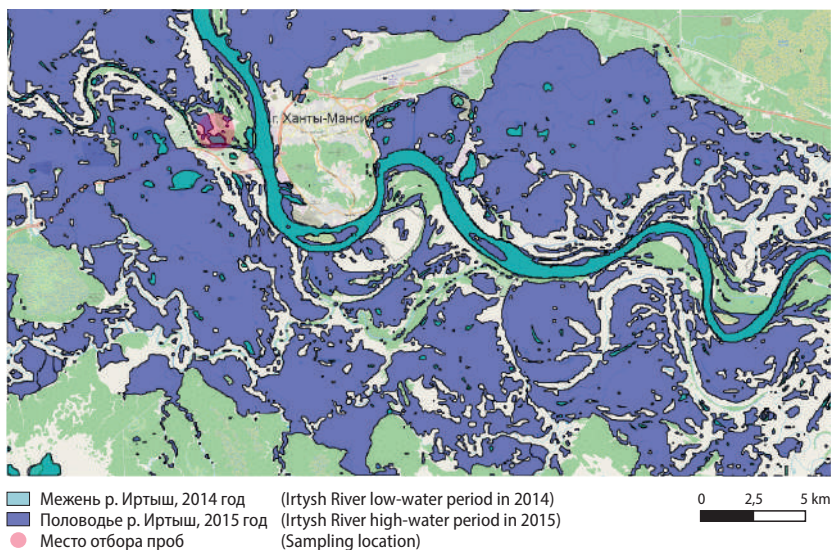 г. Ханты-Манси
Межень р. Иртыш, 2014 год (Irtysh River low-water period in 2014)
Половодье р. Иртыш, 2015 год (Irtysh River high-water period in 2015)
Место отбора проб (Sampling location)
0 2,5 5 km